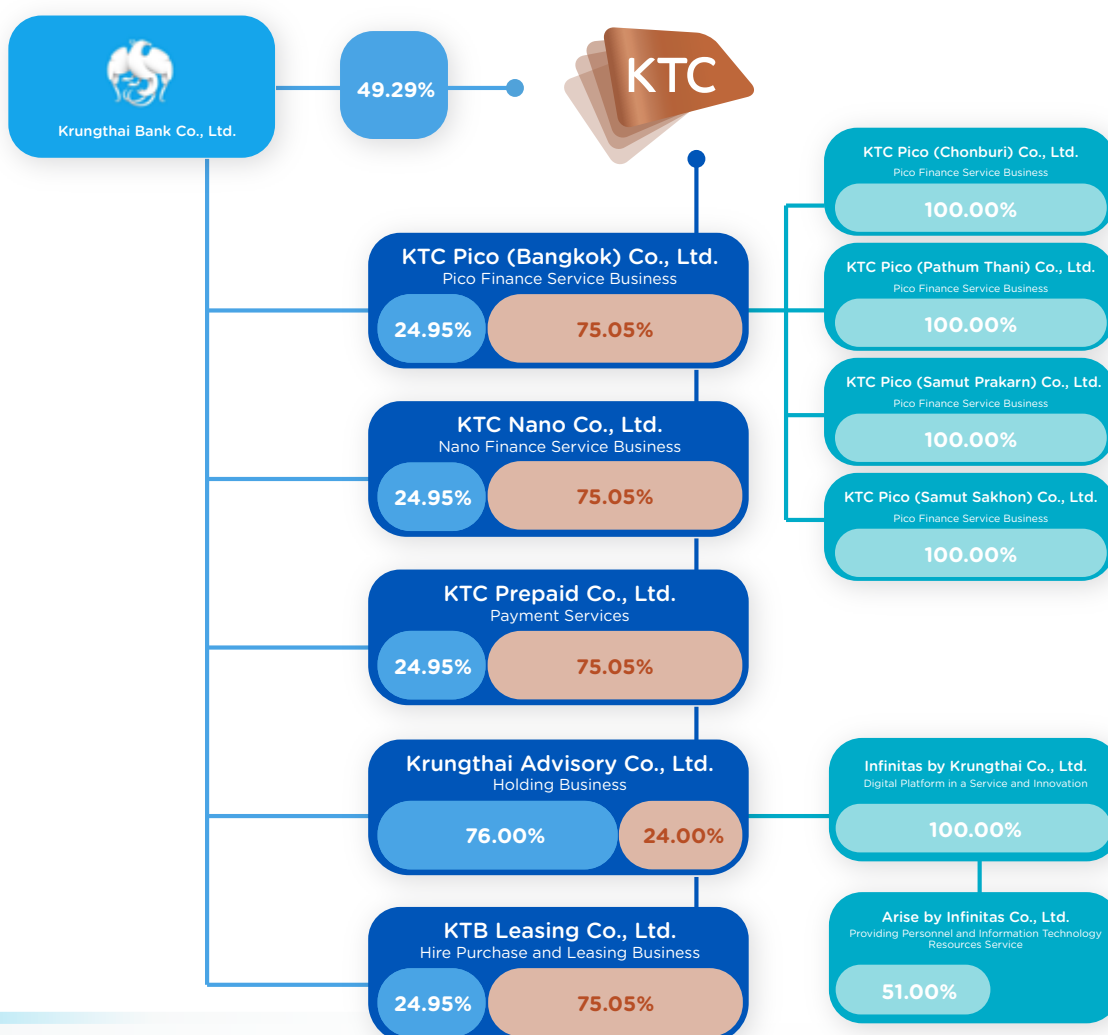 Krungthai Bank Co., Ltd.
49.29%
KTC
KTC Pico (Bangkok) Co., Ltd.
Pico Finance Service Business
24.95%
75.05%
KTC Pico (Chonburi) Co., Ltd.
Pico Finance Service Business
100.00%
KTC Pico (Pathum Thani) Co., Ltd.
Pico Finance Service Business
100.00%
KTC Pico (Samut Prakarn) Co., Ltd.
Pico Finance Service Business
100.00%
KTC Pico (Samut Sakhon) Co., Ltd.
Pico Finance Service Business
100.00%
KTC Nano Co., Ltd.
Nano Finance Service Business
24.95%
75.05%
KTC Prepaid Co., Ltd.
Payment Services
24.95%
75.05%
Krungthai Advisory Co., Ltd.
Holding Business
76.00%
24.00%
Infinitas by Krungthai Co., Ltd.
Digital Platform in a Service and Innovation
100.00%
Arise by Infinitas Co., Ltd.
Providing Personnel and Information Technology
Resources Service
51.00%
KTB Leasing Co., Ltd.
Hire Purchase and Leasing Business
24.95%
75.05%